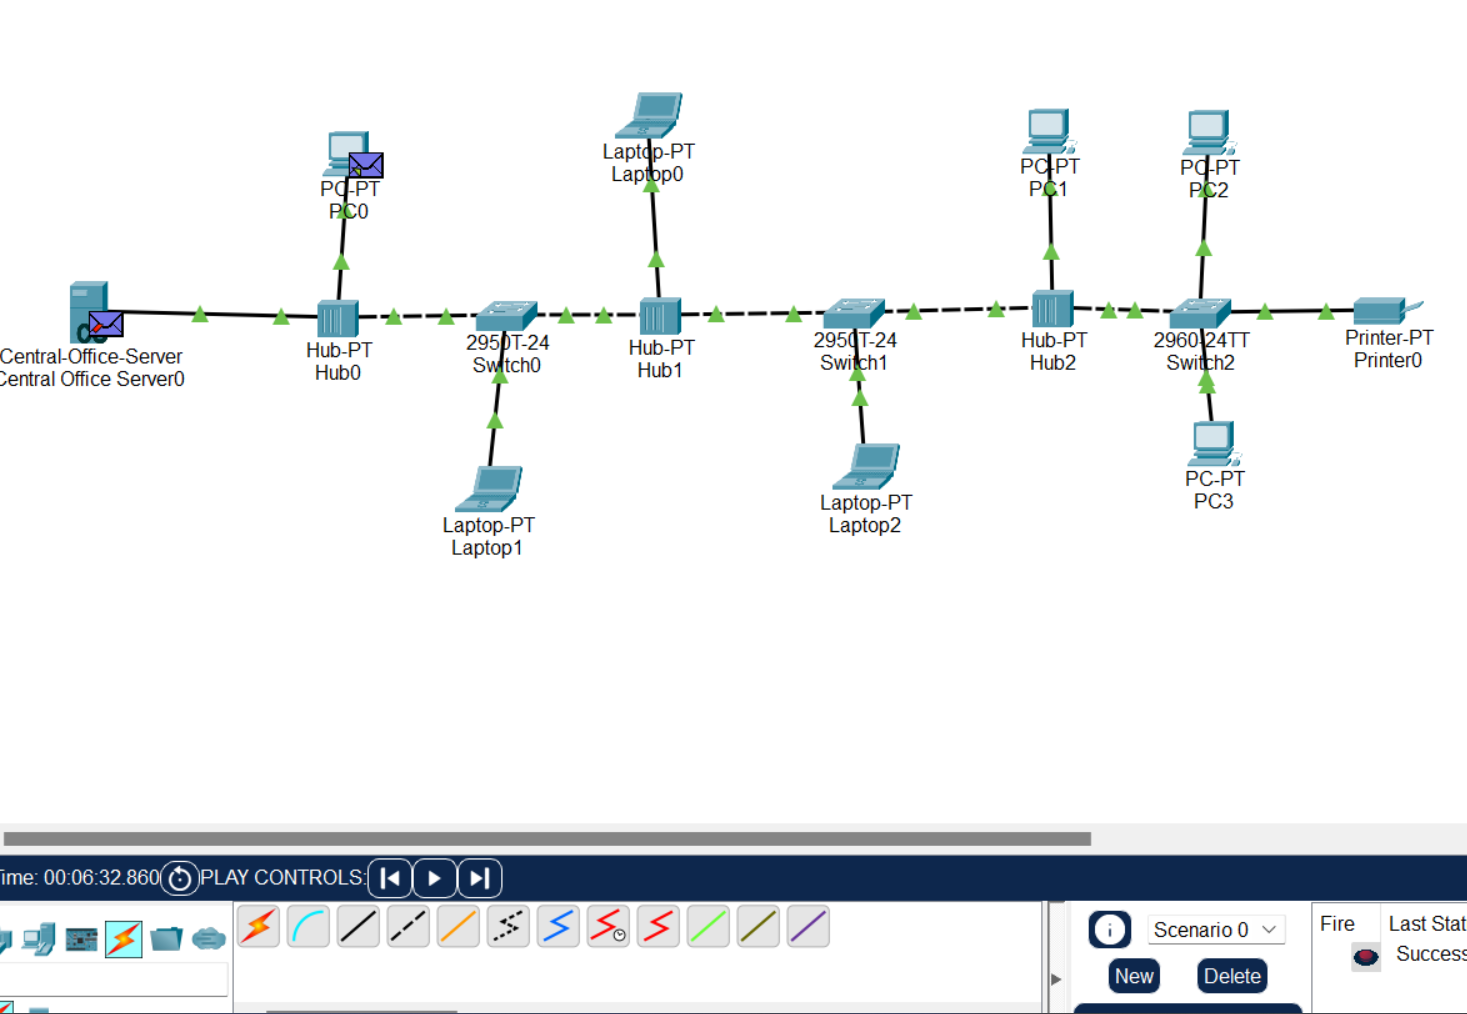 Laptop-PT
Laptop0
PC-PT
PC1
PC-PT
PC2
PC-PT
PC0
Central-Office-Server
Central Office Server0
Hub-PT
Hub0
2950T-24
Switch0
Hub-PT
Hub1
2950T-24
Switch1
Hub-PT
Hub2
2960-24TT
Switch2
Printer-PT
Printer0
Laptop-PT
Laptop1
Laptop-PT
Laptop2
PC-PT
PC3
ime: 00:06:32.860 PLAY CONTROLS:
Scenario 0
New Delete
Fire Last Stat
Success